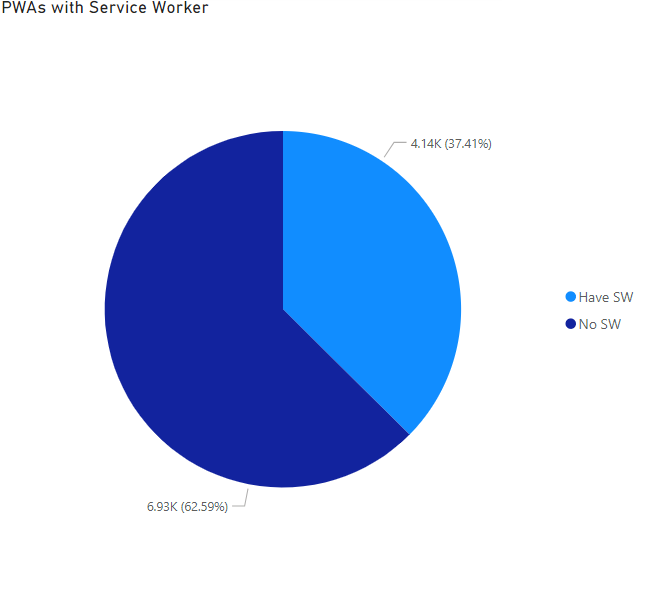 PWAs with Service Worker
4.14K (37.41%)
Have SW
No SW
6.93K (62.59%)